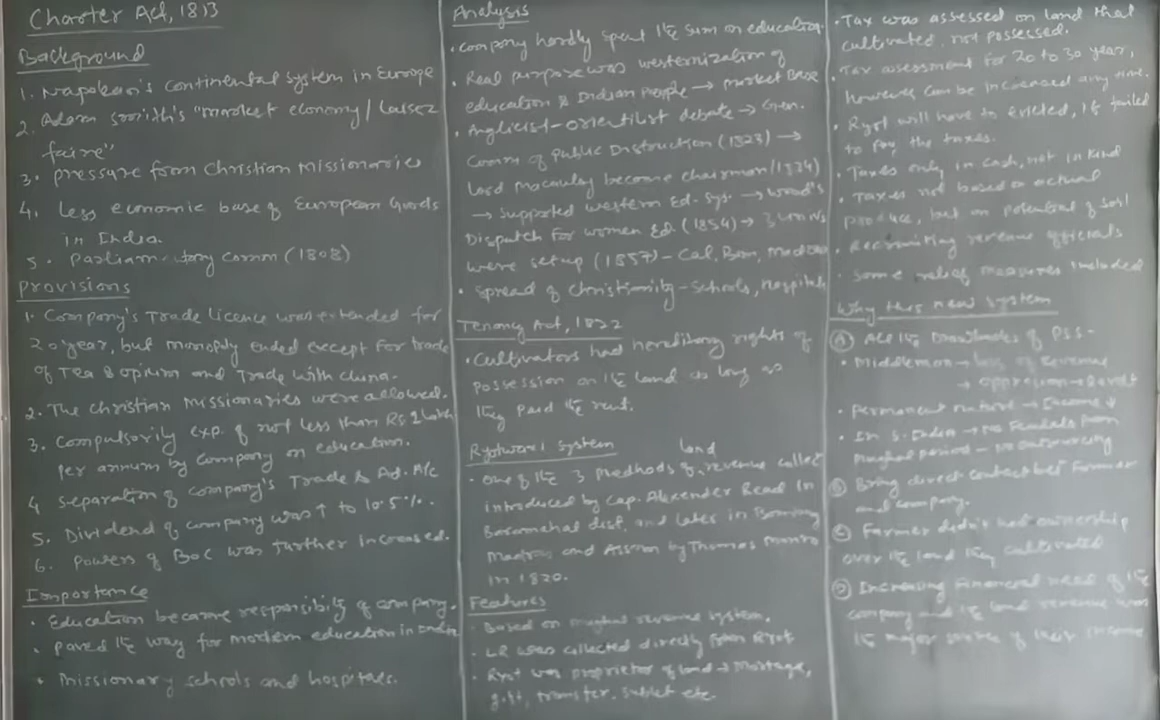 Charter Act, 1813
Background
1. Napoleon's continental system in Europe
2. Adam Smith's "market economy/Laisez
faire"
3. pressure from Christian Missionaries
4. Less economic base of European Goods
in India.
5. Parliamentory comm (1808)
Provisions
1. Company's Trade licence was extended for
20 year, but monoply ended except for trade
of Tea & opium and Trade with china.
2. The christian missionaries were allowed.
3. Compulsorily exp. of not less than Rs 1 lakh
per annum by company on education.
4 Separation of company's Trade & Ad. A/c
5. Dividend of company was ↑ to 10.5%.
6. Powers of BOC was further increased.
Importance
• Education became responsibility of company.
• paved the way for modern education in India
• missionary schools and hospitals.
Analysis
• company hardly spent the sum on education.
• Real purpose was westernization of
education & Indian People → market base
• Anglicist-orientilist debate → Gen.
Comm of Public Instruction (1823) →
Lord Macaulay become chairman (1834)
→ supported western Ed. sys. → Wood's
Dispatch for women Ed. (1854) → 3 univs
were setup (1857) – Cal, Bom, Madras
• Spread of Christianity – Schools, Hospitals
Tenancy Act, 1822
• Cultivators had hereditary rights of
possession on the land as long as
they paid the rent.
Ryotwari system
land
• one of the 3 methods of revenue collect
introduced by Cap. Alexender Read in
Baramahal dist. and later in Bombay
Madras and Assam by Thomas Munro
in 1820.
Features
• Based on mughal revenue system.
• LR was collected directly from Ryot
• Ryot was proprietor of land → mortage,
gift, transfer, sublet etc.
• Tax was assessed on land that
cultivated, not possessed.
• Tax assessment for 20 to 30 year,
however can be increased any time.
• Ryot will have to evicted, if failed
to pay the taxes.
• Taxes only in cash, not in kind
• Taxes not based on actual
produce, but on potential of soil
• Recruiting revenue officials
• Some relief measures included
Why this new system
(A) All the Drawbacks of P.S.S.
• Middlemen → loss of Revenue
→ oppression → Revolt
• permanent nature → Income ↓
• In S. India → no Feudals from
Mughal period – no outsourcing
(B) Bring direct contact bet Farmer
and company.
(C) Farmer didn't had ownership
over the land they cultivated
(D) Increasing financial need of the
company and the land revenue was
the major source of their income